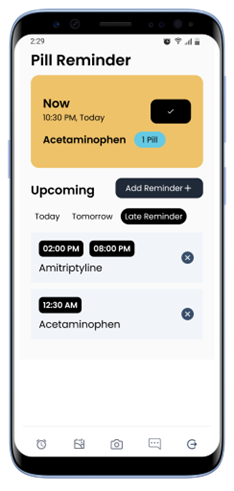 2:29
Pill Reminder
Now
10:30 PM, Today
Acetaminophen 1 Pill
Upcoming Add Reminder+
Today Tomorrow Late Reminder
02:00 PM 08:00 PM
Amitriptyline
12:30 AM
Acetaminophen